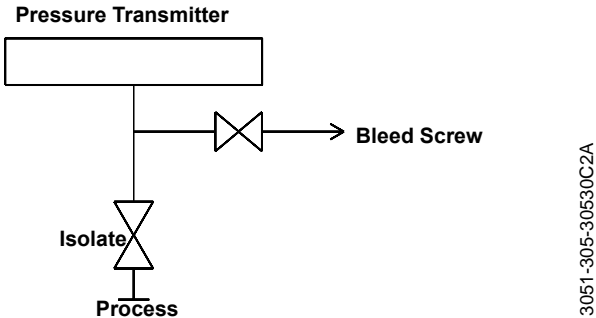 Pressure Transmitter
Bleed Screw
Isolate
Process
3051-305-30530C2A